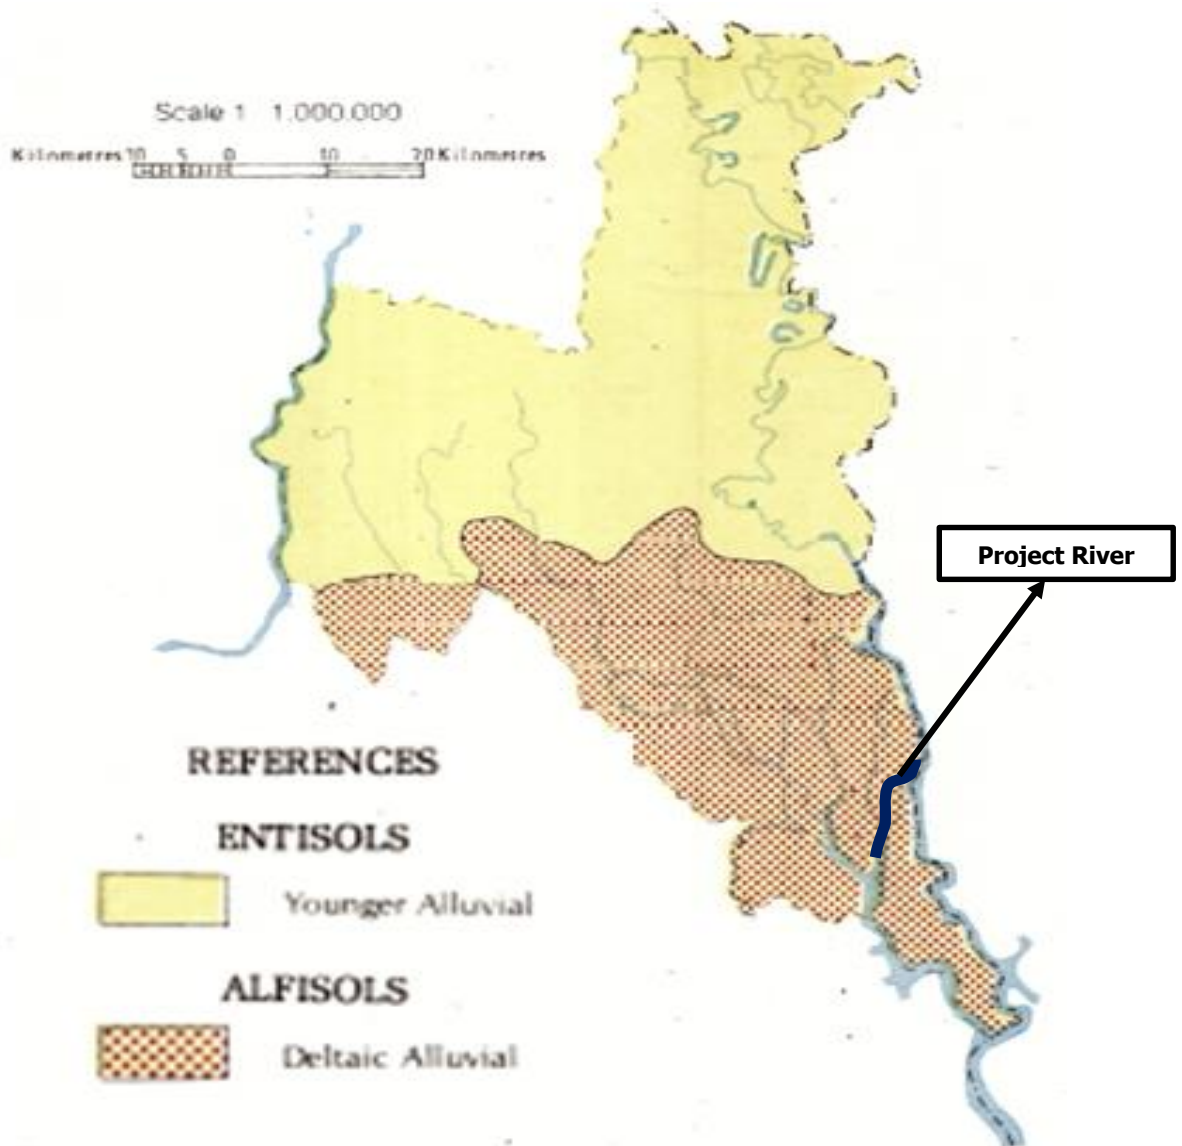 Scale 1 1.000.000
Kilometres 10 5 0 10 20 Kilometres
Project River
REFERENCES
ENTISOLS
Younger Alluvial
ALFISOLS
Deltaic Alluvial